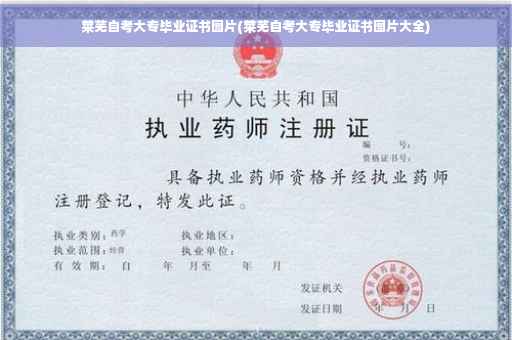 莱芜自考大专毕业证书图片(莱芜自考大专毕业证书图片大全)
中华人民共和国
执业药师注册证
编　　号:
资格证书号:
具备执业药师资格并经执业药师
注册登记，特发此证。
执业类别: 药学　执业地区:
执业范围: 经营　执业单位:
有 效 期: 自　年　月至　年　月
发证机关　(　章)
发证日期　年　月　日